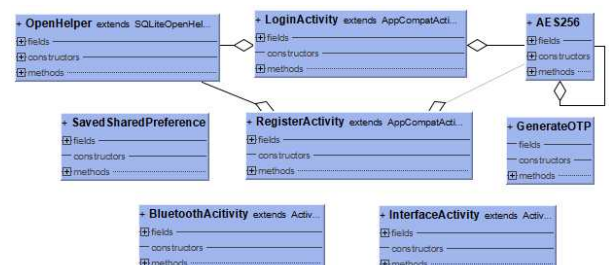 + OpenHelper extends SQLiteOpenHel...
fields
constructors
methods
+ LoginActivity extends AppCompatActi...
fields
constructors
methods
+ AES256
fields
constructors
methods
+ SavedSharedPreference
fields
constructors
methods
+ RegisterActivity extends AppCompatActi...
fields
constructors
methods
+ GenerateOTP
fields
constructors
methods
+ BluetoothAcitivity extends Activ...
fields
constructors
methods
+ InterfaceActivity extends Activ...
fields
constructors
methods